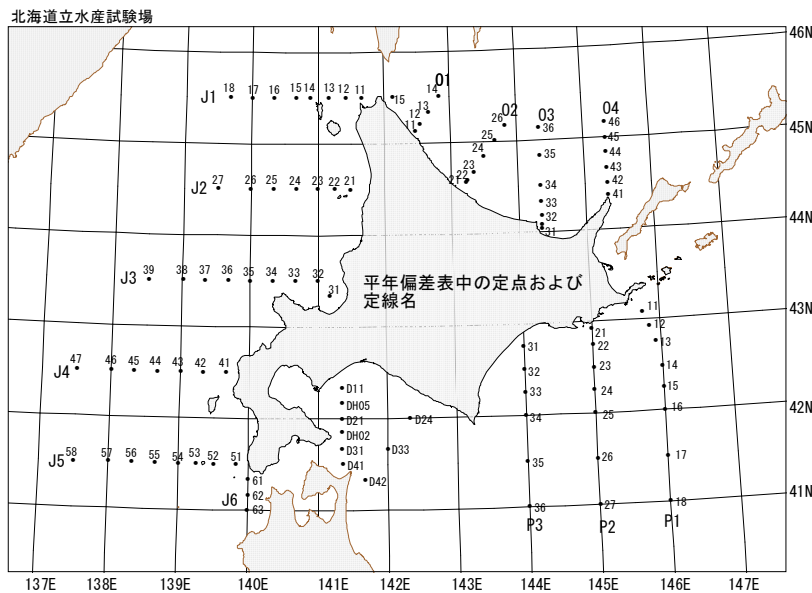 北海道立水産試験場
46N
J1 18 17 16 15 14 13 12 11
15 14 O1
13
12
11
26 O2
25
24
23
22
21
O3
36
35
34
33
32
31
O4
46
45
44
43
42
41
45N
J2 27 26 25 24 23 22 21
44N
J3 39 38 37 36 35 34 33 32
31
平年偏差表中の定点および
定線名
43N
11
12
13
14
15
16
17
18
P1
21
22
23
24
25
26
27
P2
31
32
33
34
35
36
P3
J4 47 46 45 44 43 42 41
D11
DH05
D21 D24
DH02
D31 D33
D41
D42
42N
J5 58 57 56 55 54 53 52 51
61
J6 62
63
41N
137E 138E 139E 140E 141E 142E 143E 144E 145E 146E 147E